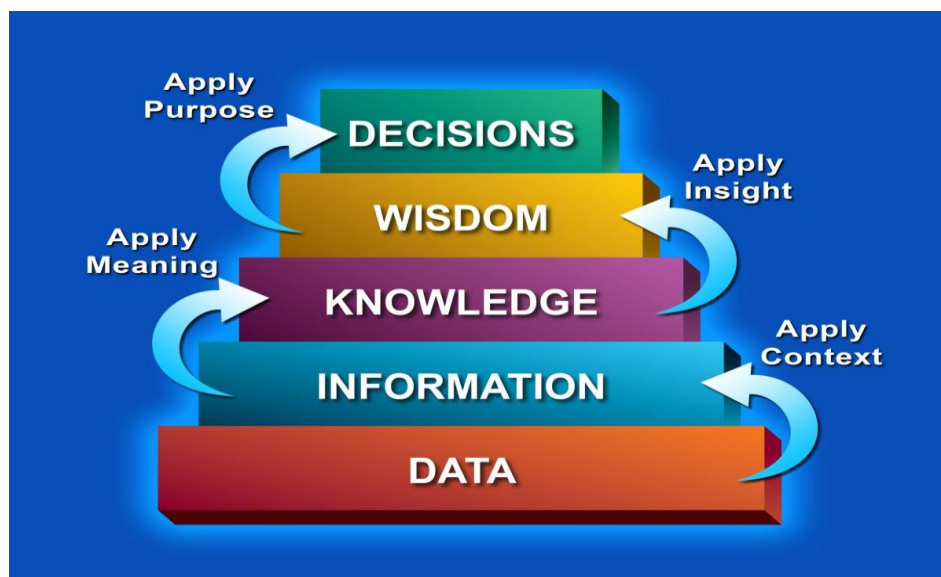 Apply
Purpose
DECISIONS
Apply
Insight
WISDOM
Apply
Meaning
KNOWLEDGE
Apply
Context
INFORMATION
DATA